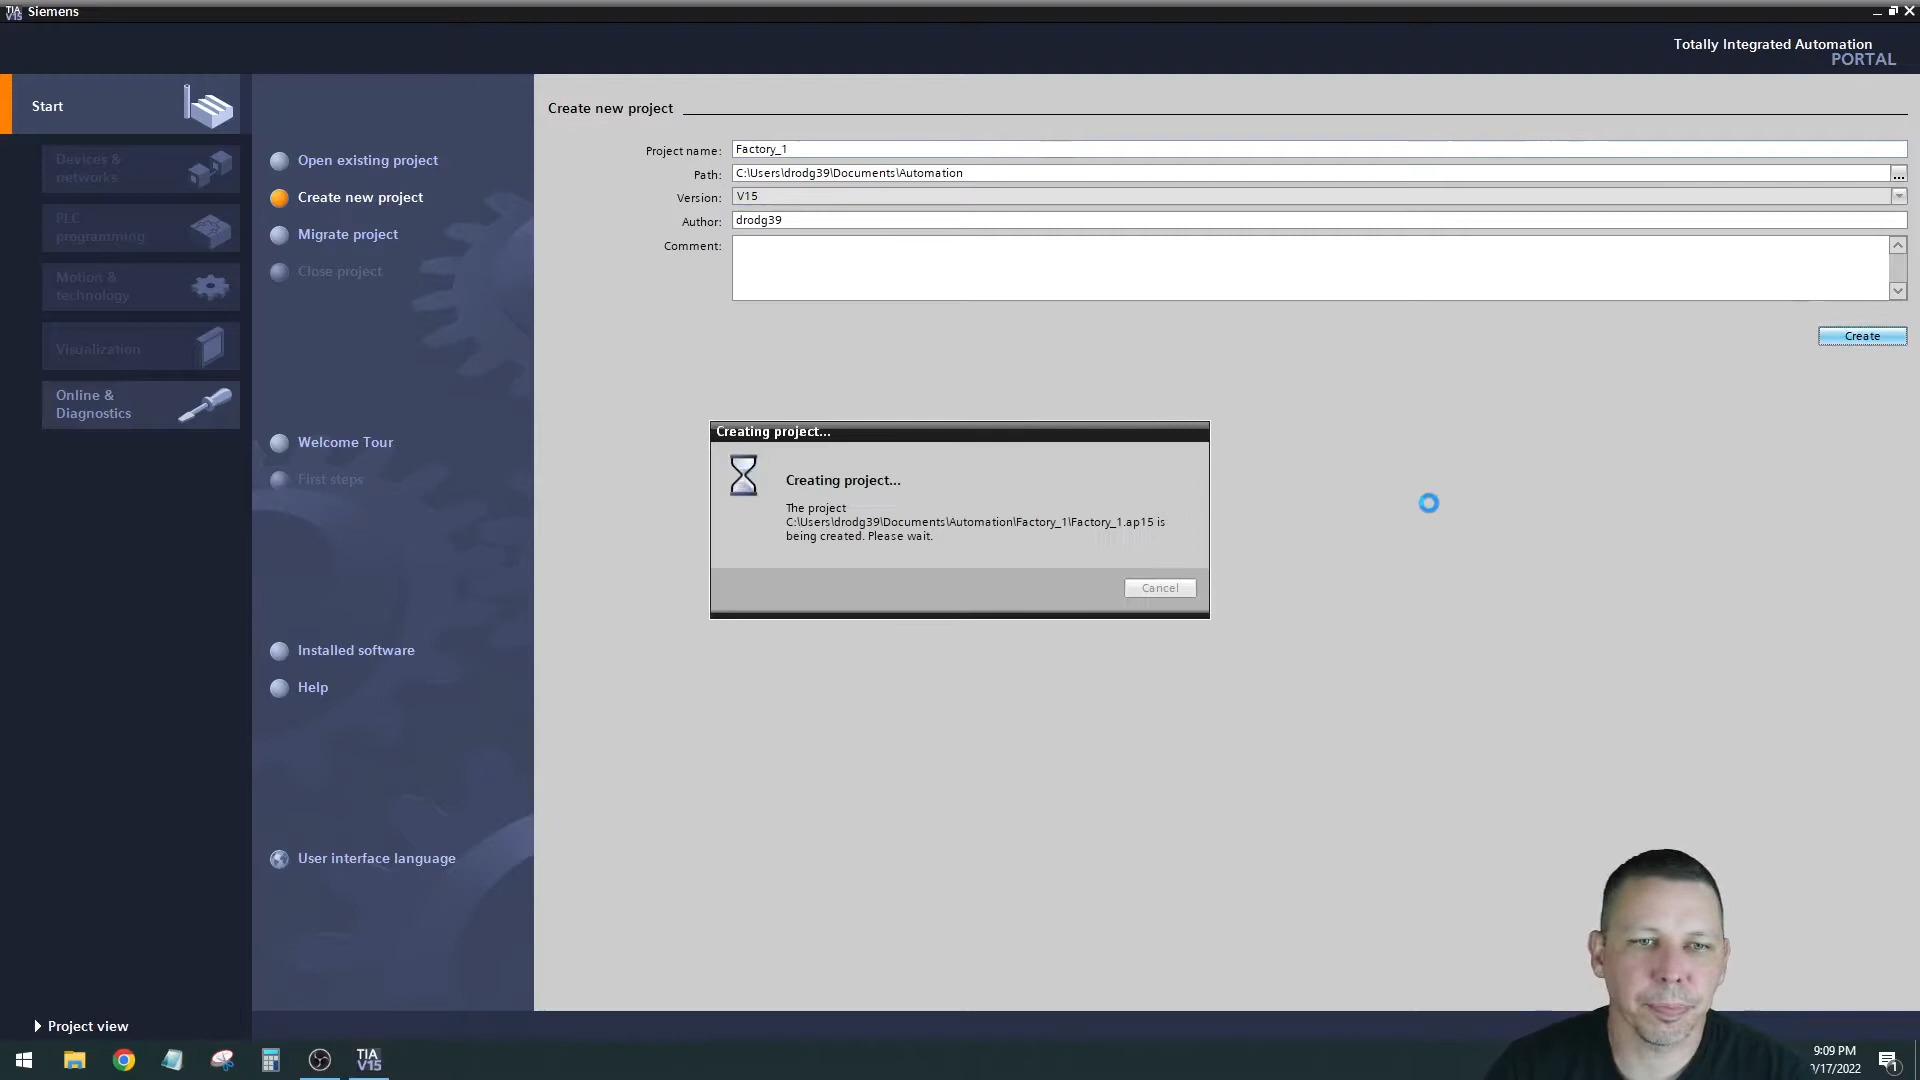 TIA
V15
Siemens
Totally Integrated Automation
PORTAL
Start
Devices &
networks
PLC
programming
Motion &
technology
Visualization
Online &
Diagnostics
Open existing project
Create new project
Migrate project
Close project
Welcome Tour
First steps
Installed software
Help
User interface language
Create new project
Project name:
Factory_1
Path:
C:\Users\drodg39\Documents\Automation
...
Version:
V15
Author:
drodg39
Comment:
Create
Creating project...
Creating project...
The project
C:\Users\drodg39\Documents\Automation\Factory_1\Factory_1.ap15 is
being created. Please wait.
Cancel
Project view
TIA
V15
9:09 PM
/17/2022
1